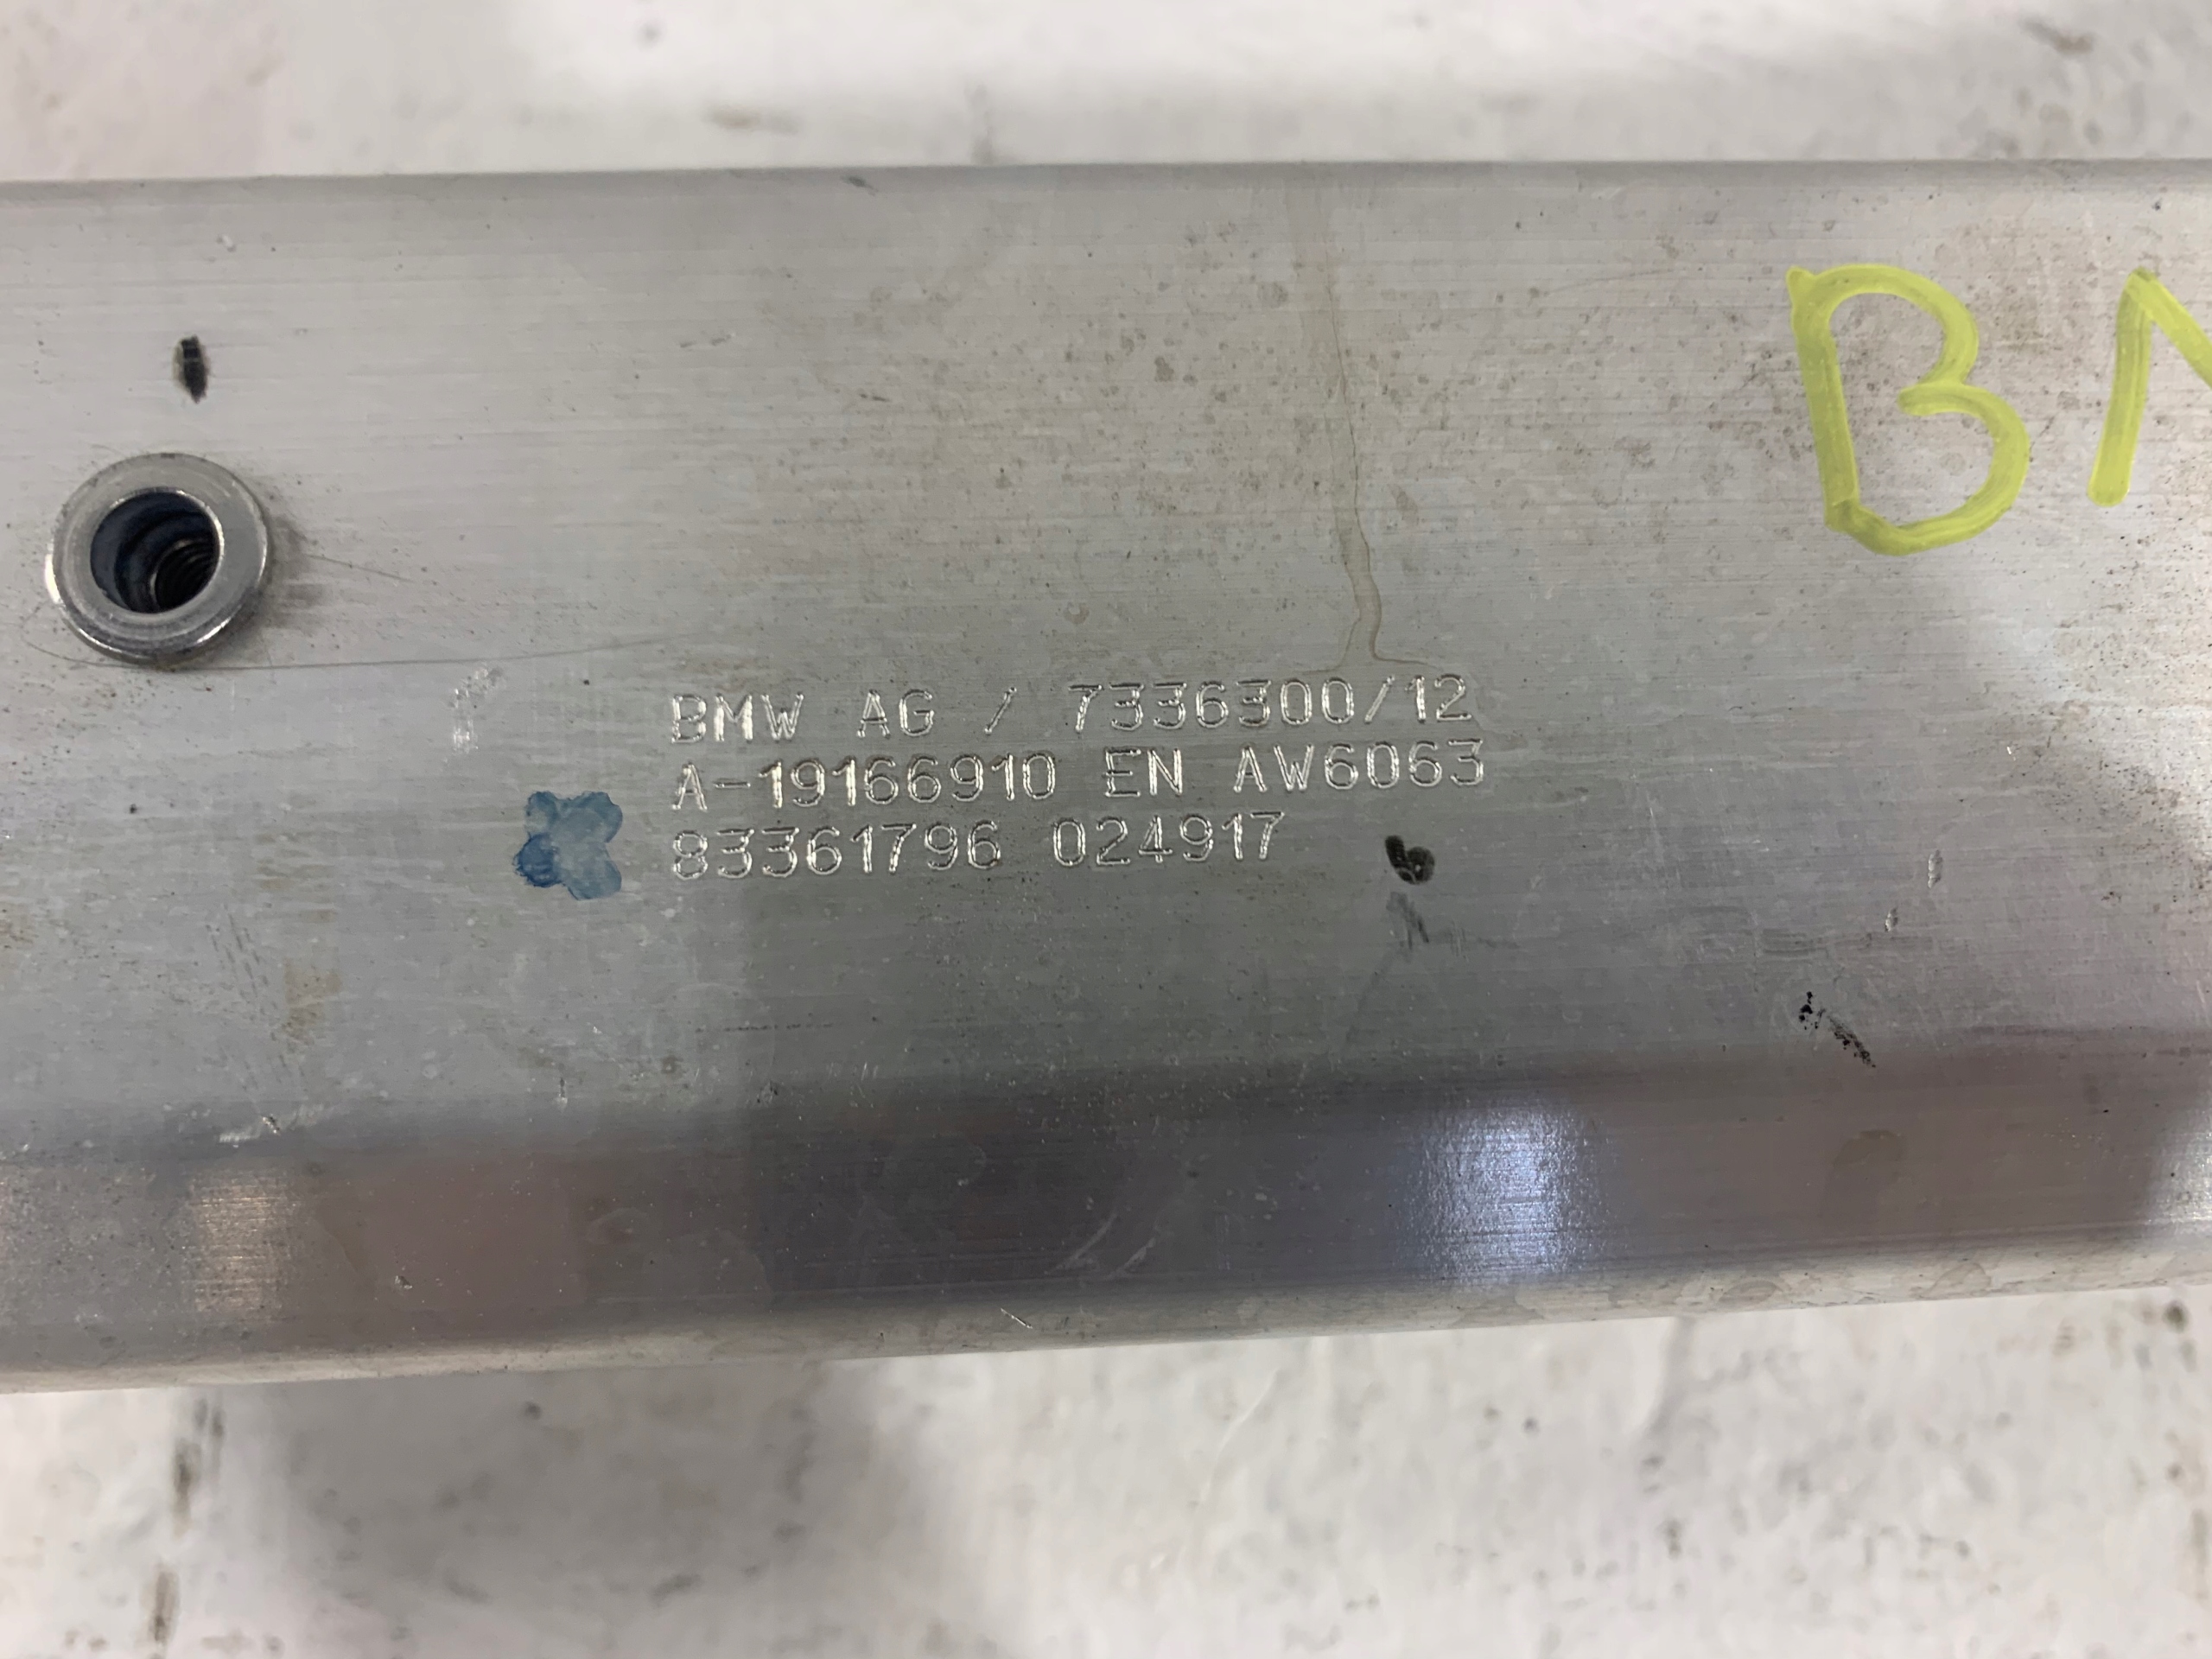 BMW AG / 7336300/12
A-19166910 EN AW6063
83361796 024917